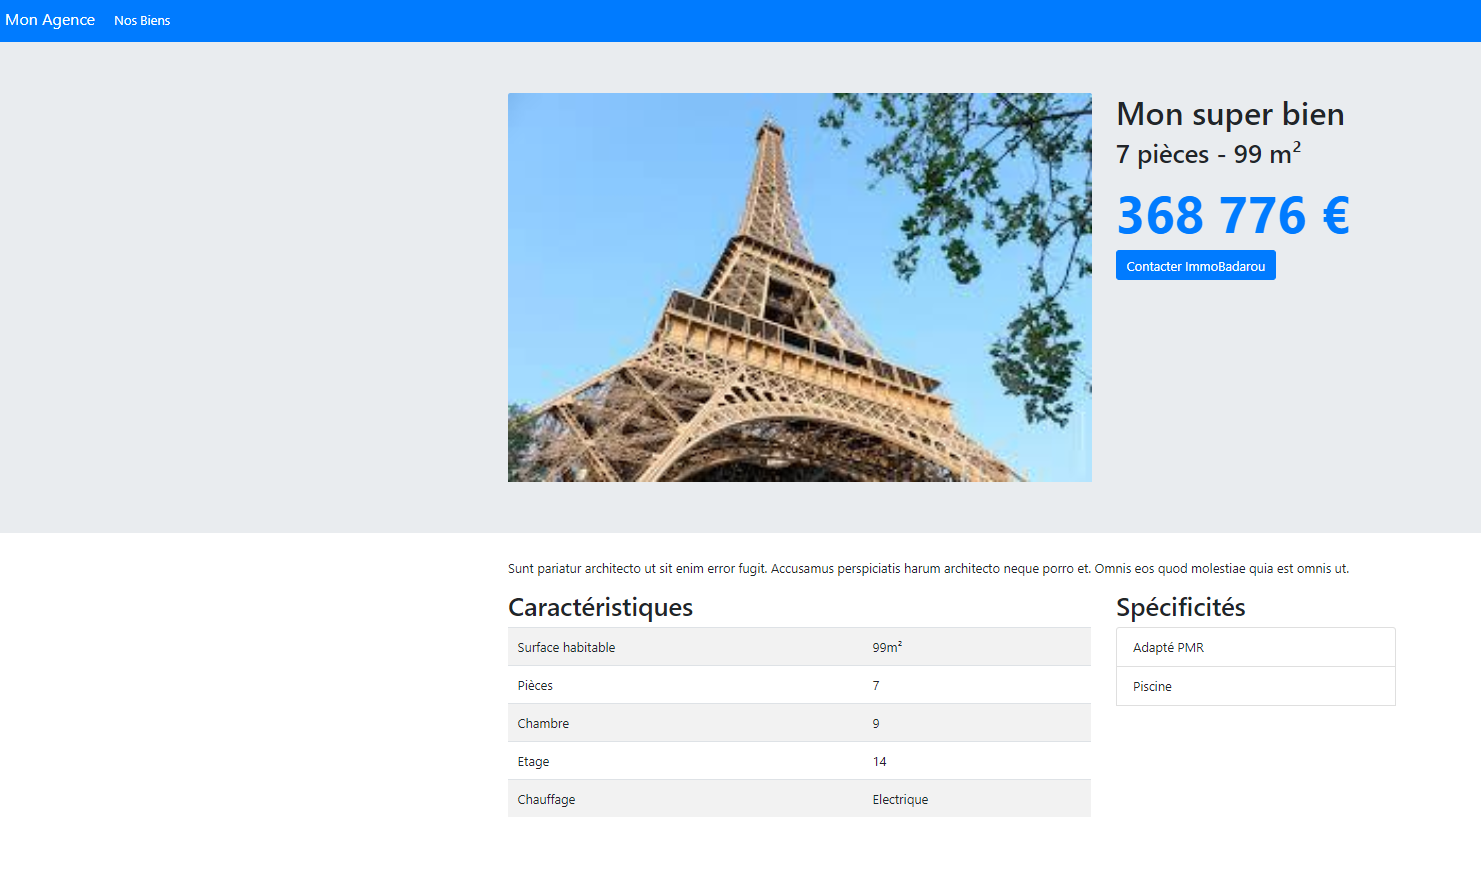 Mon Agence Nos Biens
Mon super bien
7 pièces - 99 m²
368 776 €
Contacter ImmoBadarou
Sunt pariatur architecto ut sit enim error fugit. Accusamus perspiciatis harum architecto neque porro et. Omnis eos quod molestiae quia est omnis ut.
Caractéristiques
Surface habitable 99m²
Pièces 7
Chambre 9
Etage 14
Chauffage Electrique
Spécificités
Adapté PMR
Piscine